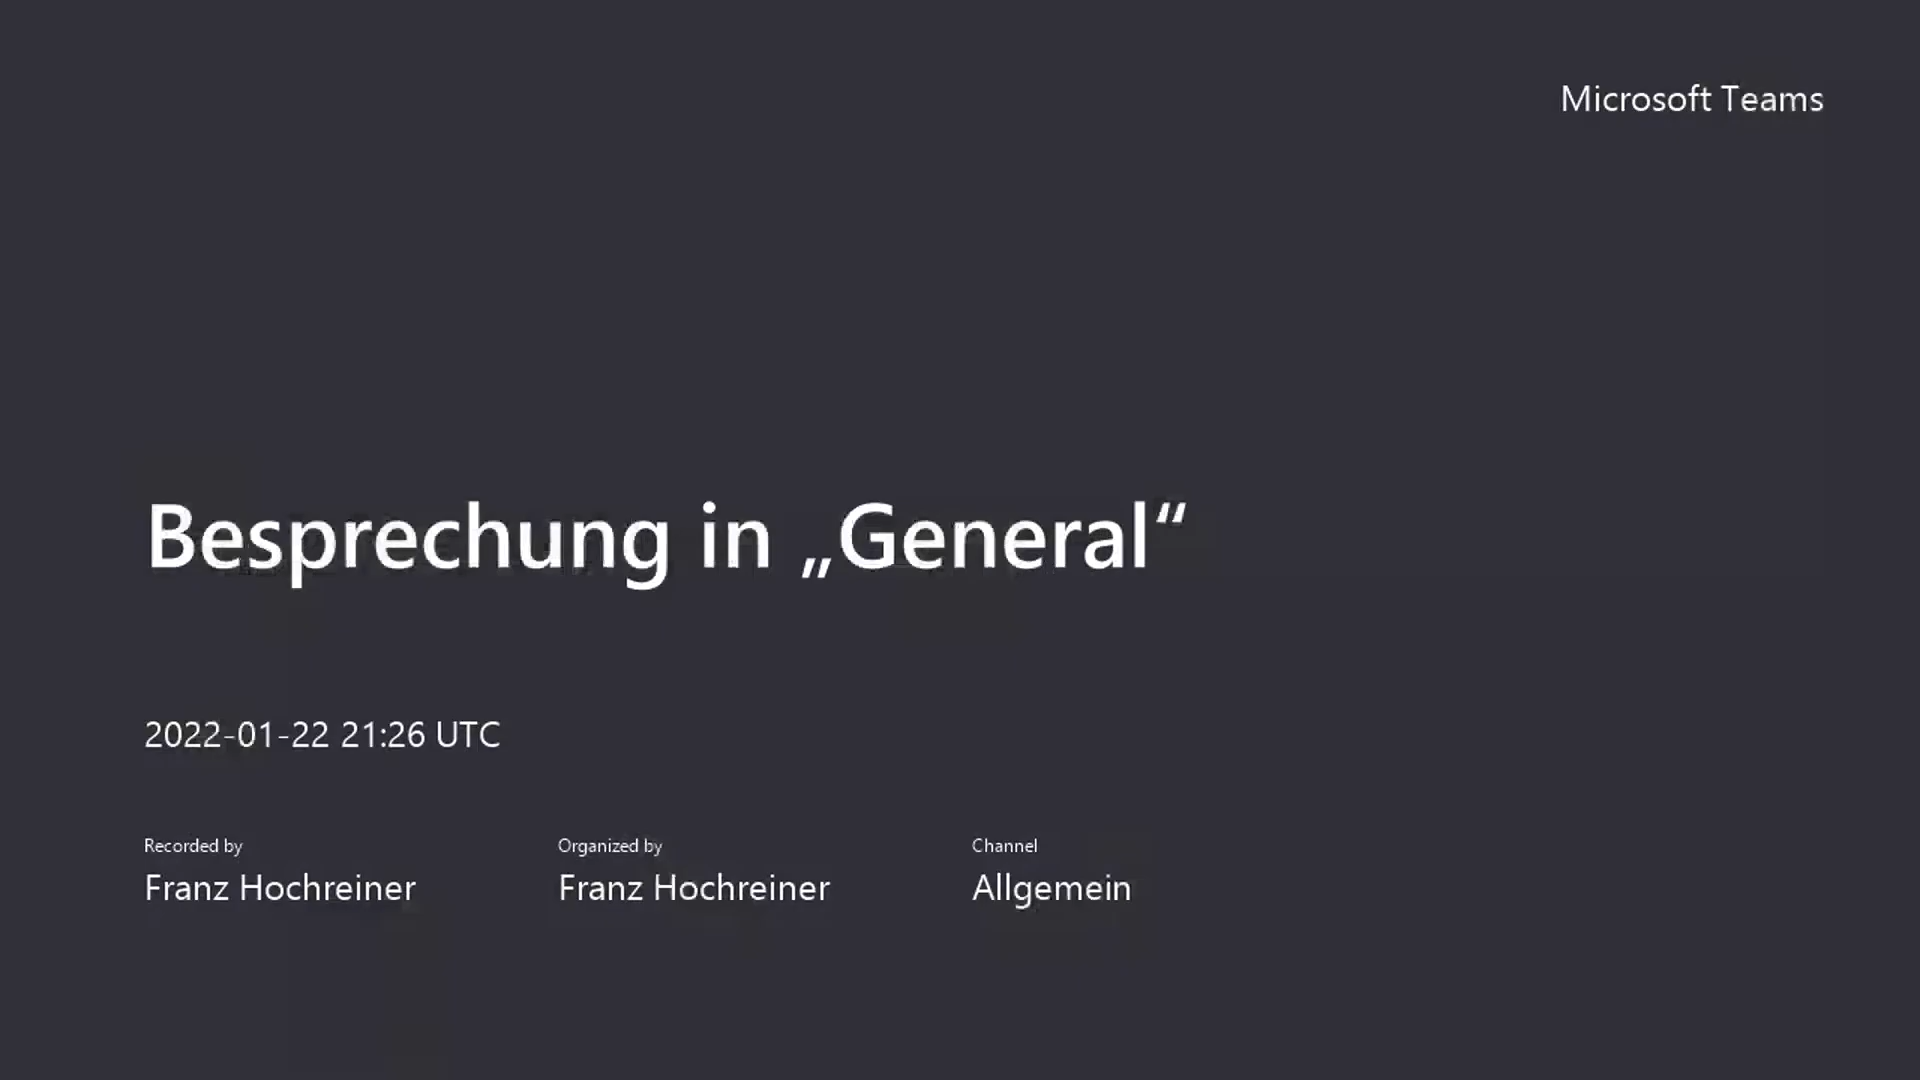 Microsoft Teams
Besprechung in „General“
2022-01-22 21:26 UTC
Recorded by
Franz Hochreiner
Organized by
Franz Hochreiner
Channel
Allgemein